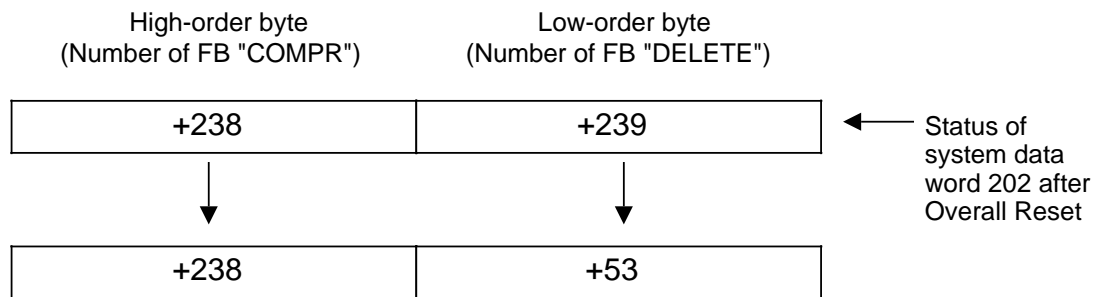 High-order byte
(Number of FB "COMPR")
Low-order byte
(Number of FB "DELETE")
+238
+239
Status of
system data
word 202 after
Overall Reset
+238
+53